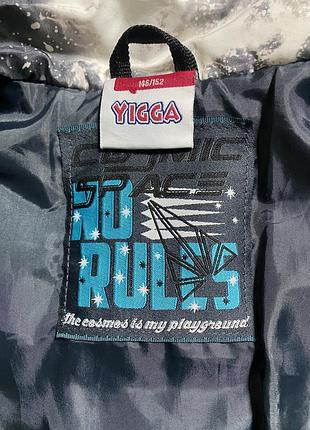 146/152
YIGGA
COSMIC
SPACE
NO
RULES
The cosmos is my playground